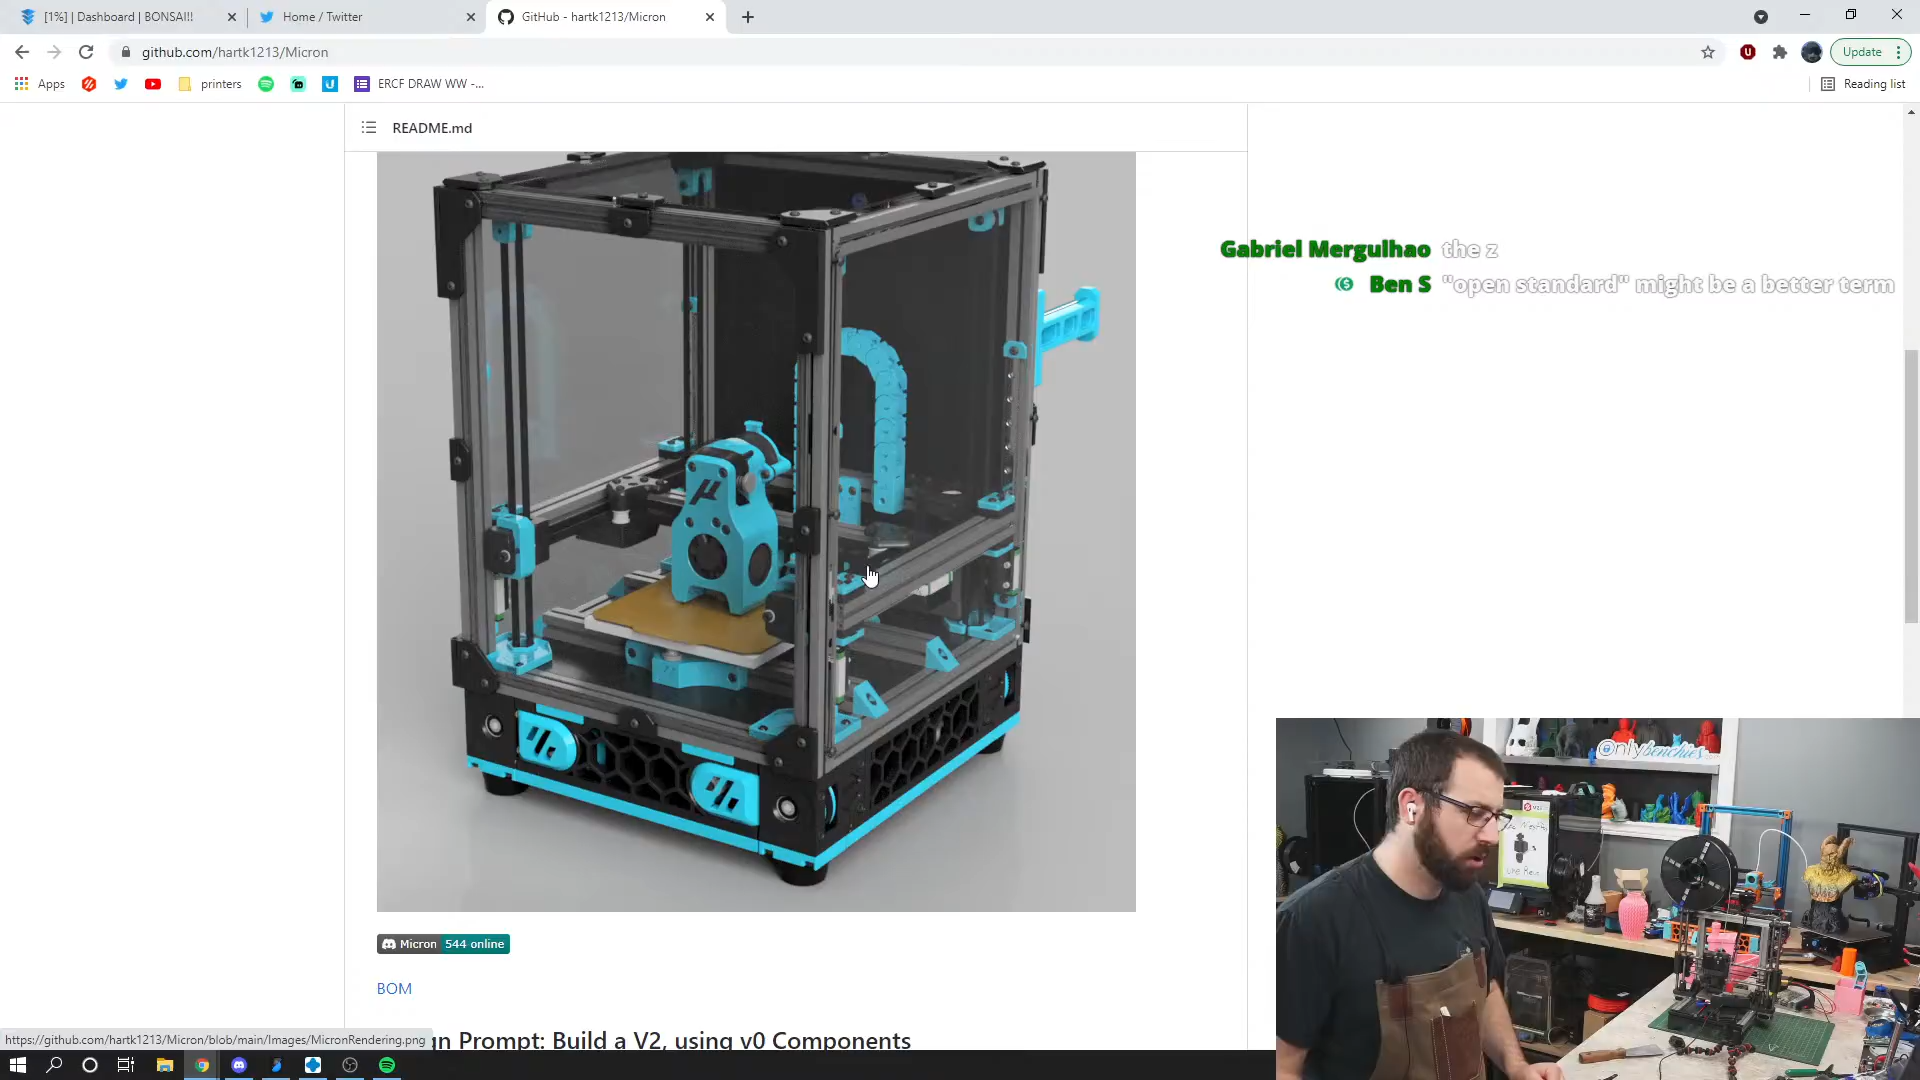 [1%] | Dashboard | BONSAI!!
Home / Twitter
GitHub - hartk1213/Micron
github.com/hartk1213/Micron
Update
Apps
printers
ERCF DRAW WW -...
Reading list
README.md
Gabriel Mergulhao the z
Ben S "open standard" might be a better term
Micron 544 online
BOM
gn Prompt: Build a V2, using v0 Components
https://github.com/hartk1213/Micron/blob/main/Images/MicronRendering.png
Onlybenchies